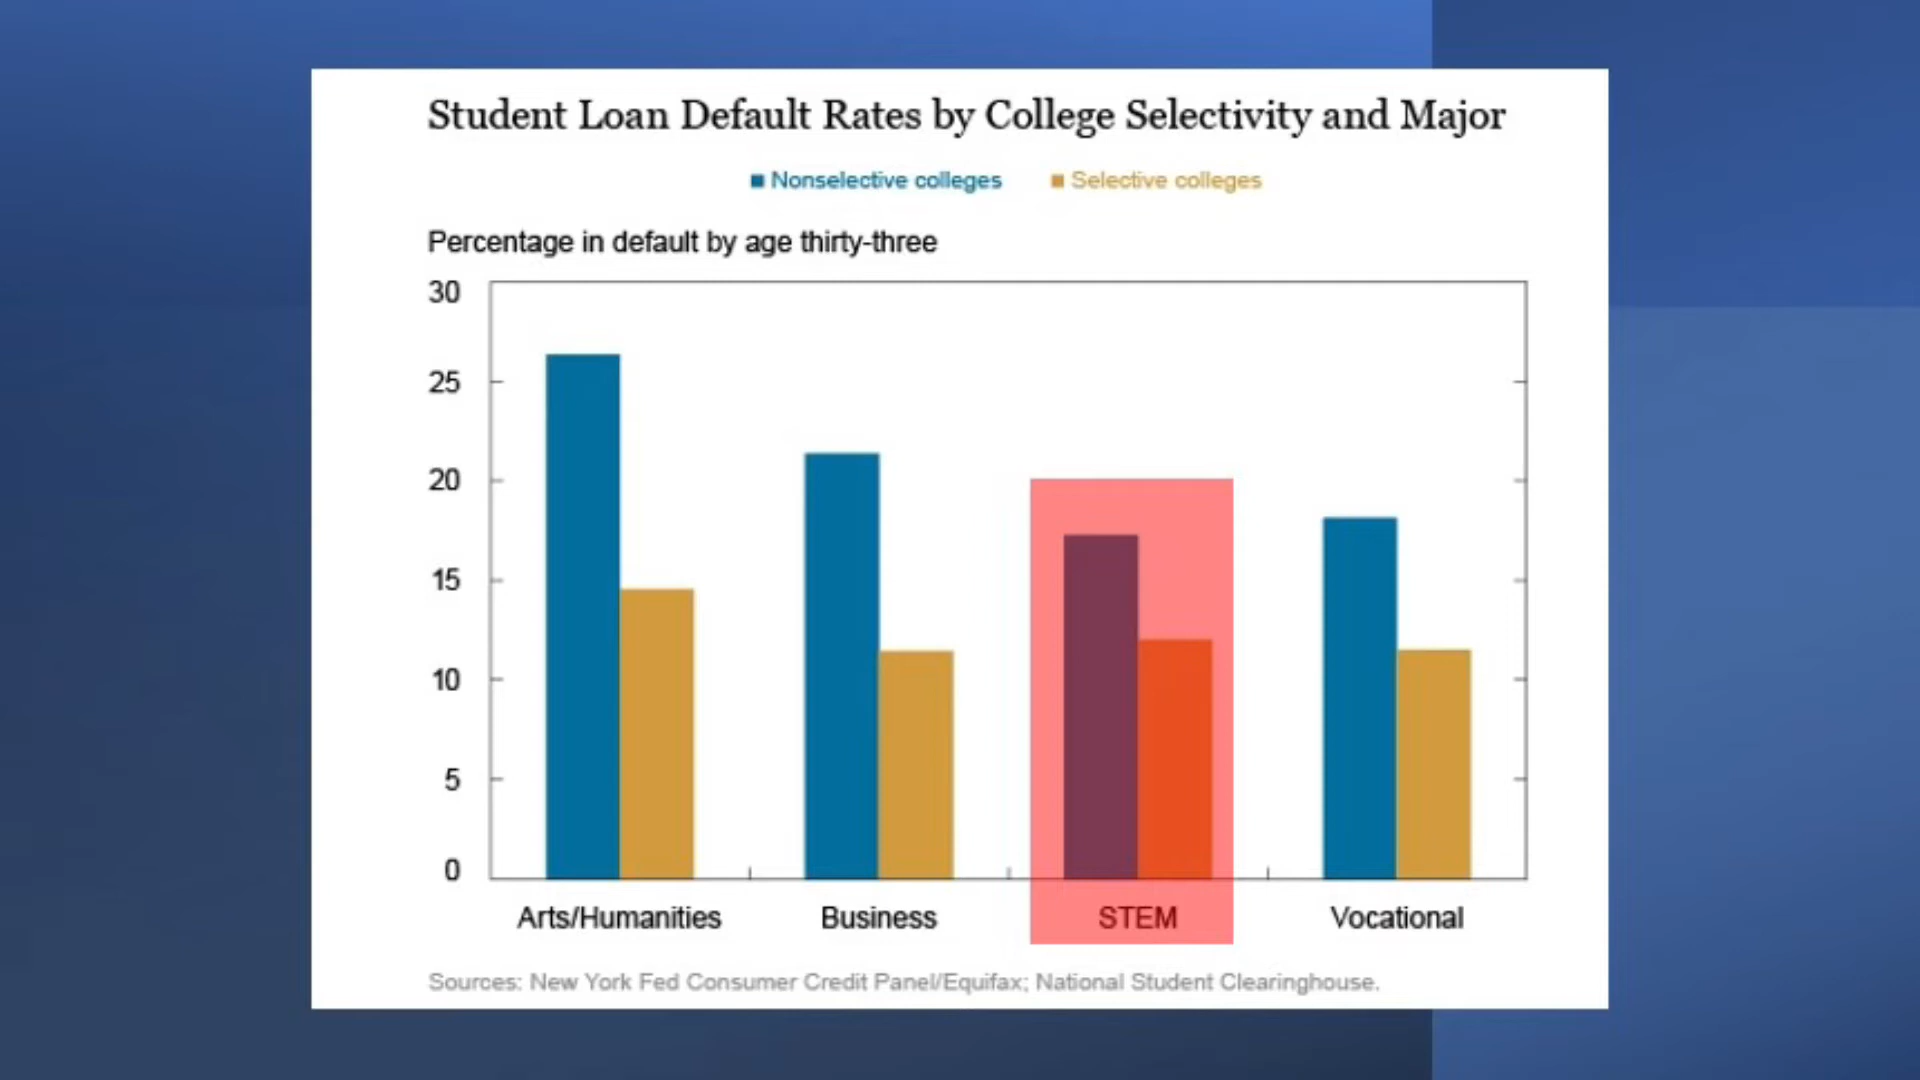 Student Loan Default Rates by College Selectivity and Major
Nonselective colleges Selective colleges
Percentage in default by age thirty-three
30
25
20
15
10
5
0
Arts/Humanities Business STEM Vocational
Sources: New York Fed Consumer Credit Panel/Equifax; National Student Clearinghouse.